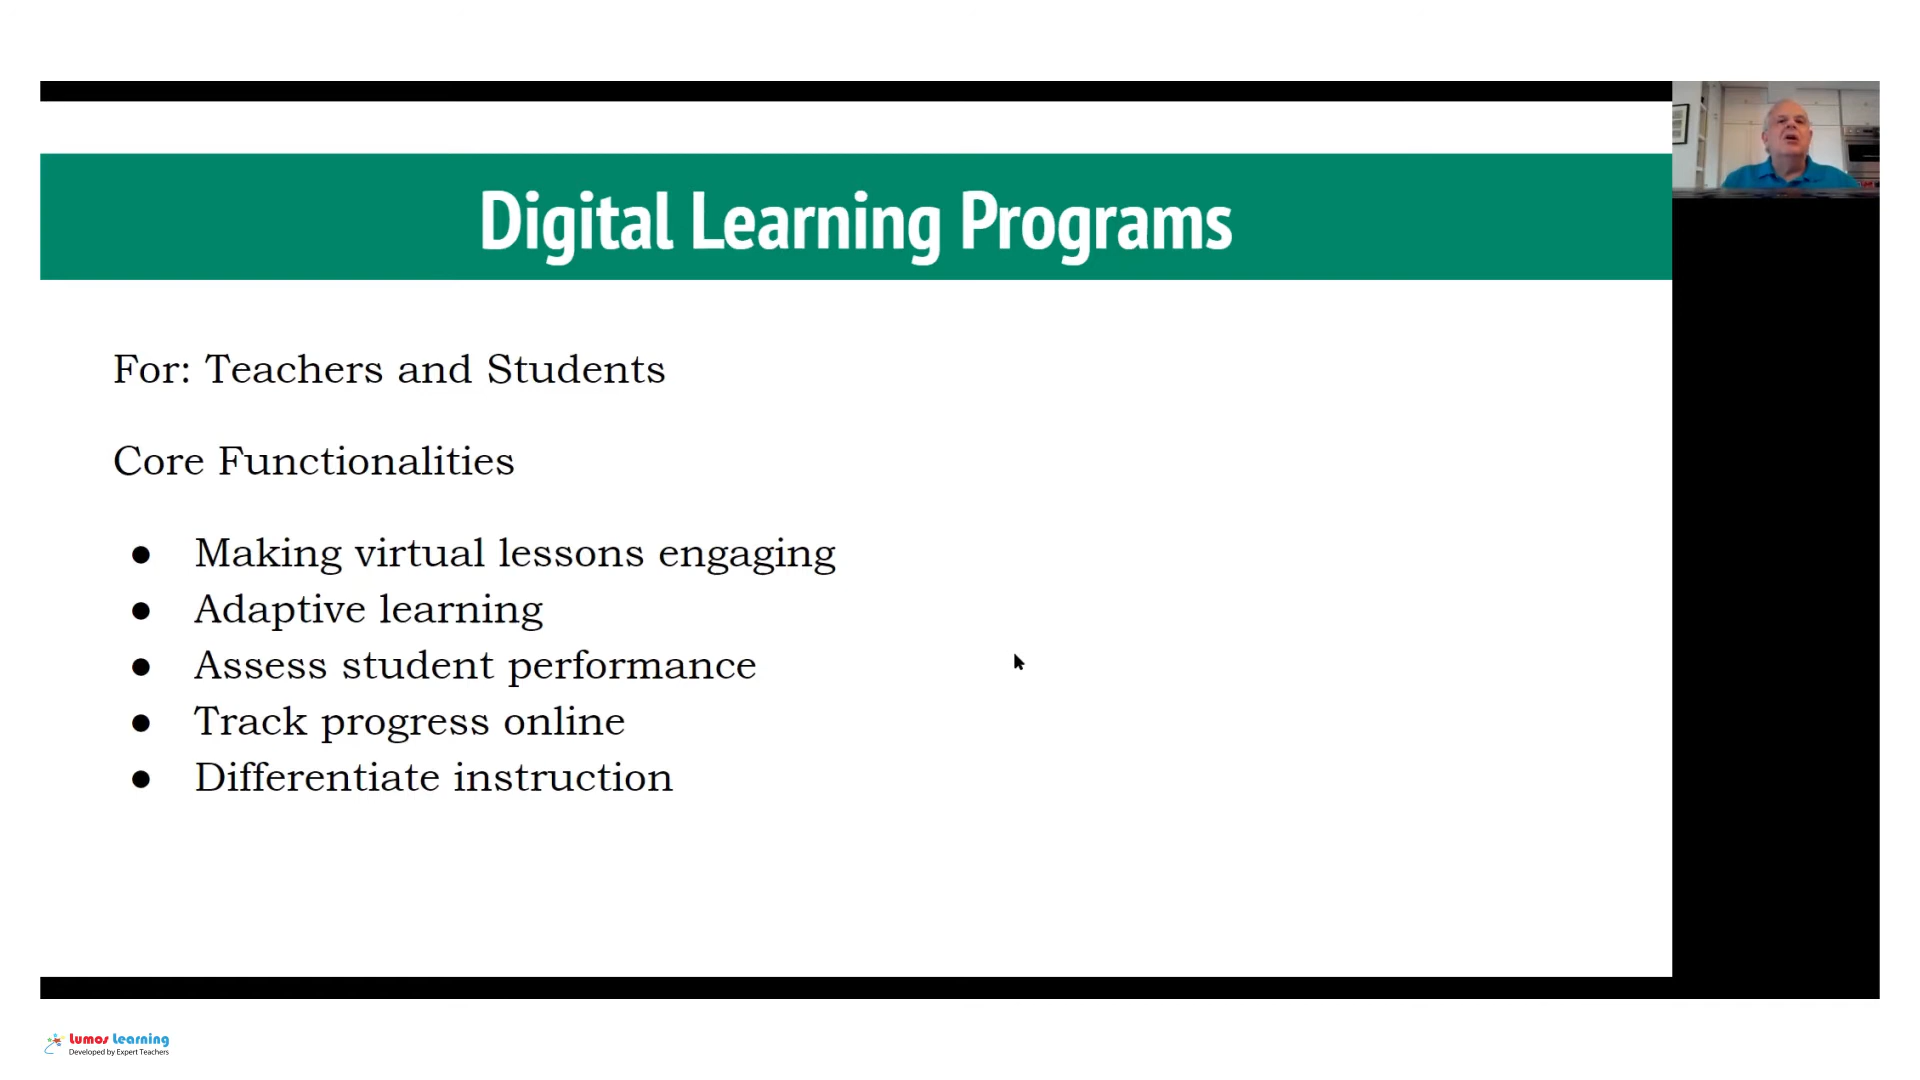 Digital Learning Programs
For: Teachers and Students
Core Functionalities
● Making virtual lessons engaging
● Adaptive learning
● Assess student performance
● Track progress online
● Differentiate instruction
Lumos Learning
Developed by Expert Teachers